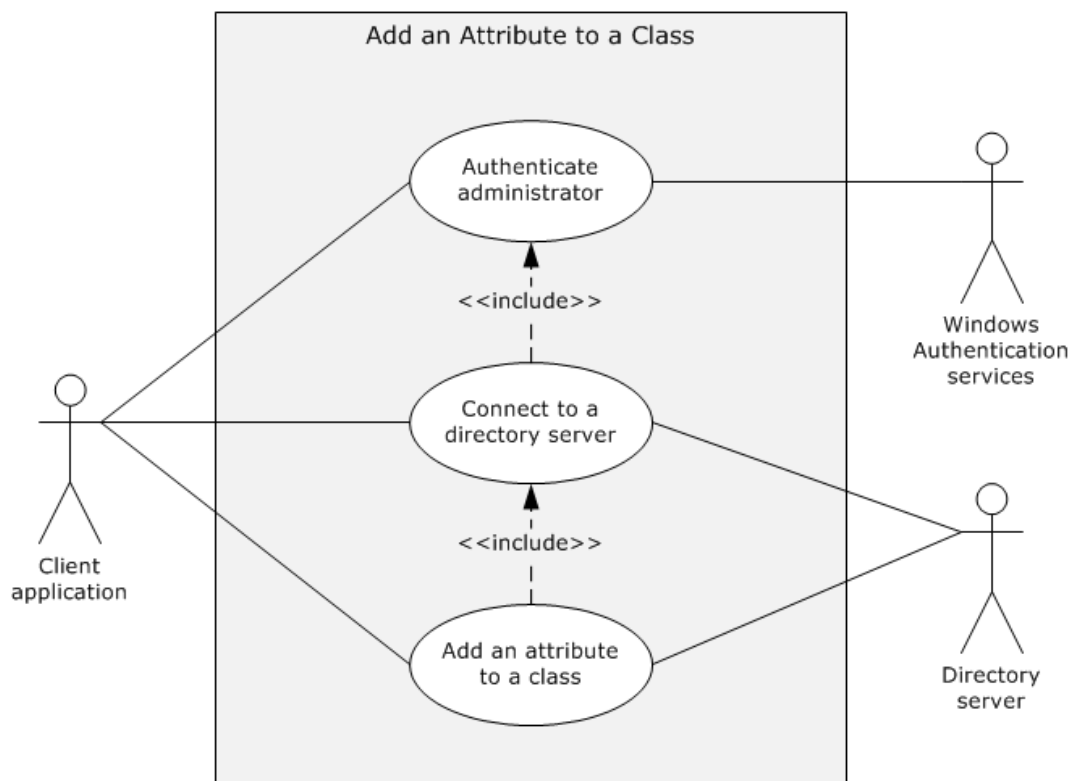 Add an Attribute to a Class
Authenticate
administrator
<<include>>
Windows
Authentication
services
Connect to a
directory server
<<include>>
Client
application
Add an attribute
to a class
Directory
server